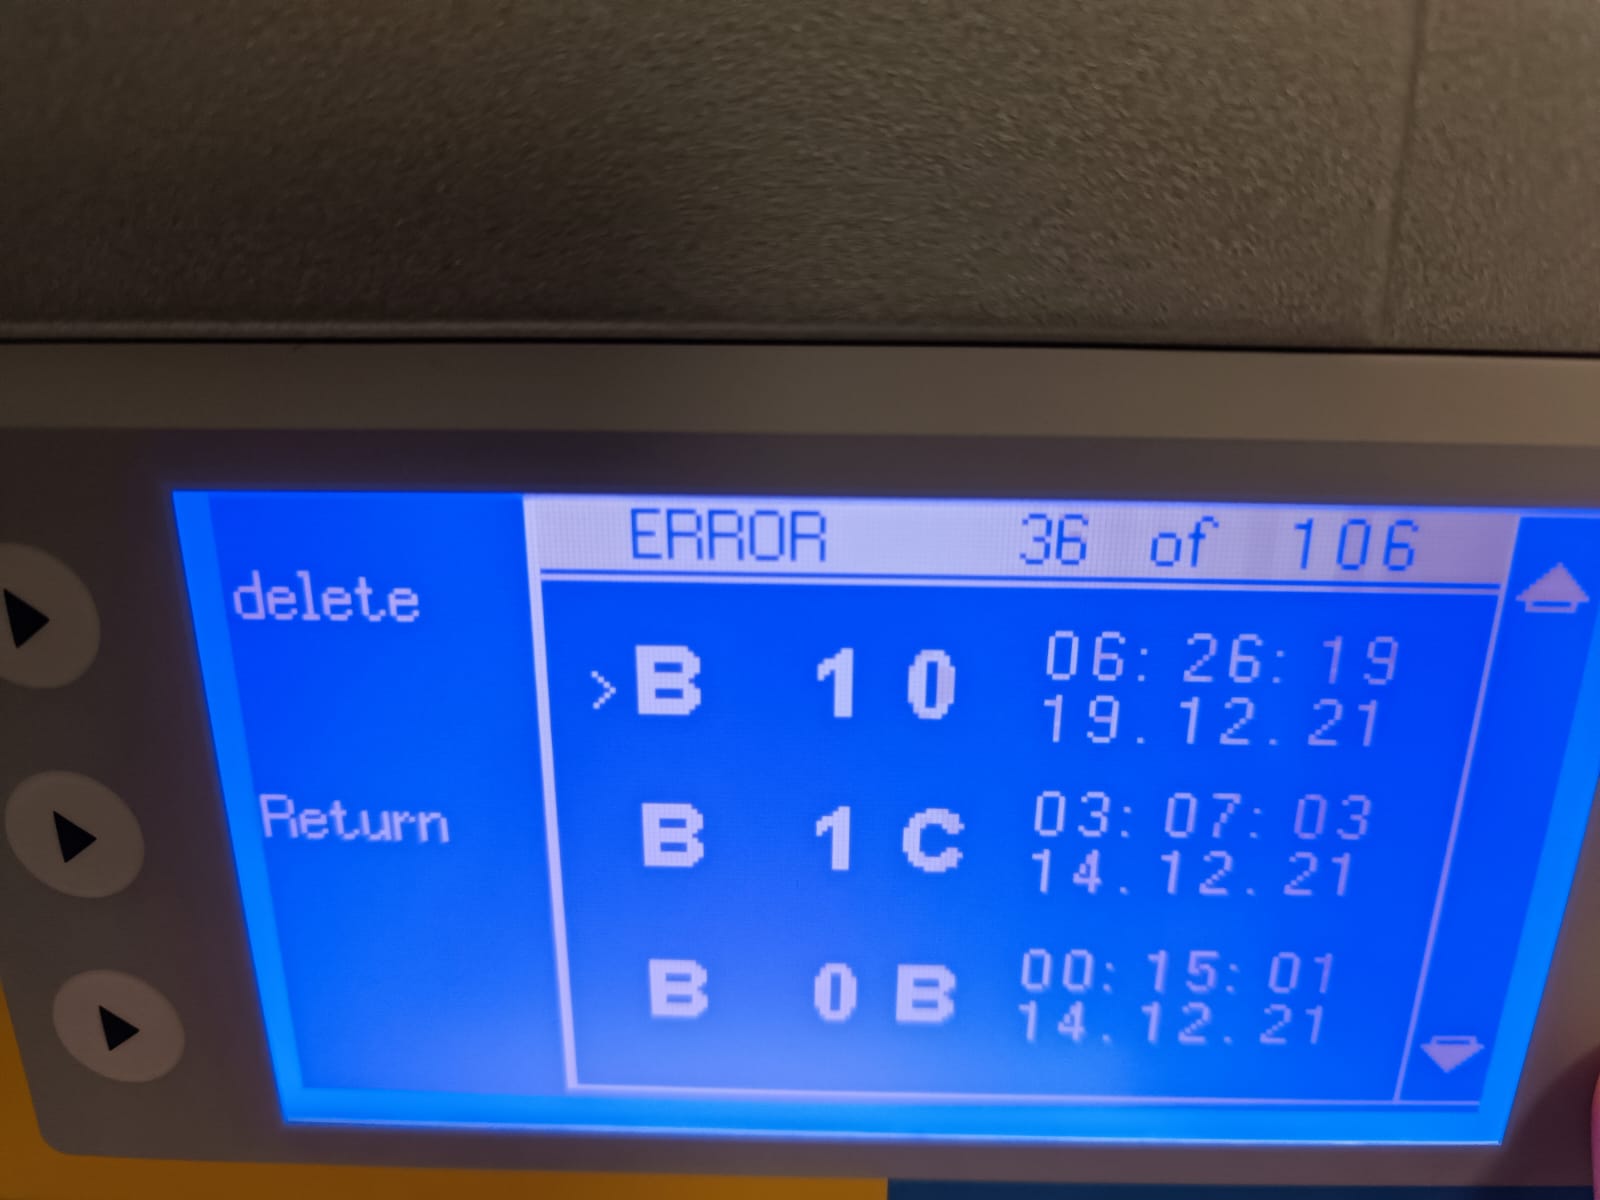 ERROR 36 of 106
delete
>B 10 06:26:19
19.12.21
Return
B 1C 03:07:03
14.12.21
B 0B 00:15:01
14.12.21